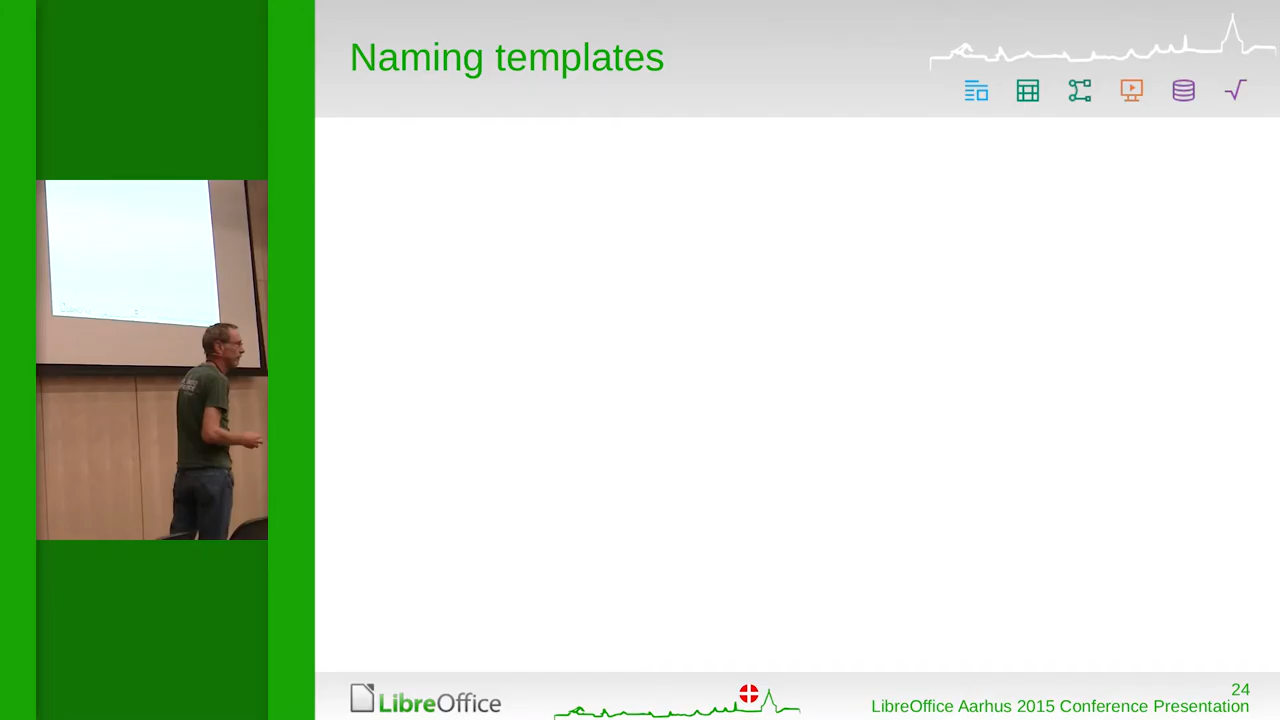 Naming templates
LibreOffice
24
LibreOffice Aarhus 2015 Conference Presentation